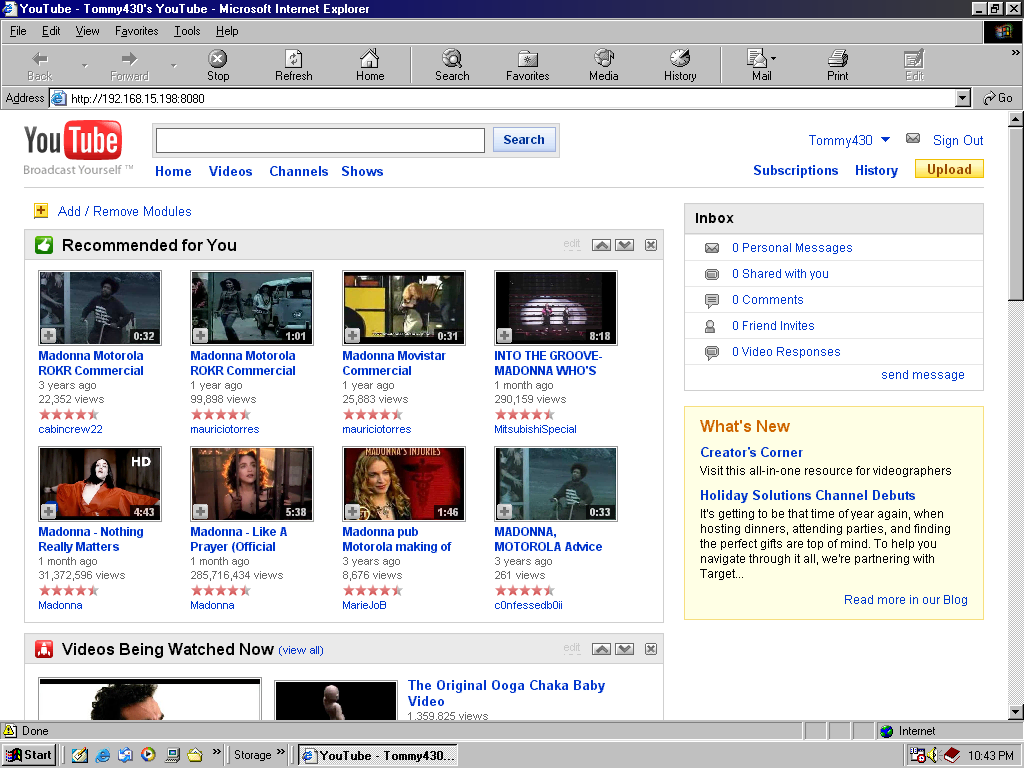 YouTube - Tommy430's YouTube - Microsoft Internet Explorer
File Edit View Favorites Tools Help
Back Forward Stop Refresh Home Search Favorites Media History Mail Print Edit
Address http://192.168.15.198:8080 Go
YouTube
Broadcast Yourself ™
Search
Tommy430 Sign Out
Home Videos Channels Shows
Subscriptions History Upload
Add / Remove Modules
Recommended for You edit
0:32 1:01 0:31 8:18
Madonna Motorola ROKR Commercial
3 years ago
22,352 views
cabincrew22
Madonna Motorola ROKR Commercial
1 year ago
99,898 views
mauriciotorres
Madonna Movistar Commercial
1 year ago
25,883 views
mauriciotorres
INTO THE GROOVE- MADONNA WHO'S
1 month ago
290,159 views
MitsubishiSpecial
HD
4:43
Madonna - Nothing Really Matters
1 month ago
31,372,596 views
Madonna
5:38
Madonna - Like A Prayer (Official
1 month ago
285,716,434 views
Madonna
MADONNA'S INJURIES
1:46
Madonna pub Motorola making of
3 years ago
8,676 views
MarieJoB
0:33
MADONNA, MOTOROLA Advice
3 years ago
261 views
c0nfessedb0ii
Videos Being Watched Now (view all) edit
The Original Ooga Chaka Baby
Video
1,359,825 views
Inbox
0 Personal Messages
0 Shared with you
0 Comments
0 Friend Invites
0 Video Responses
send message
What's New
Creator's Corner
Visit this all-in-one resource for videographers
Holiday Solutions Channel Debuts
It's getting to be that time of year again, when
hosting dinners, attending parties, and finding
the perfect gifts are top of mind. To help you
navigate through it all, we're partnering with
Target...
Read more in our Blog
Done Internet
Start Storage YouTube - Tommy430... 10:43 PM